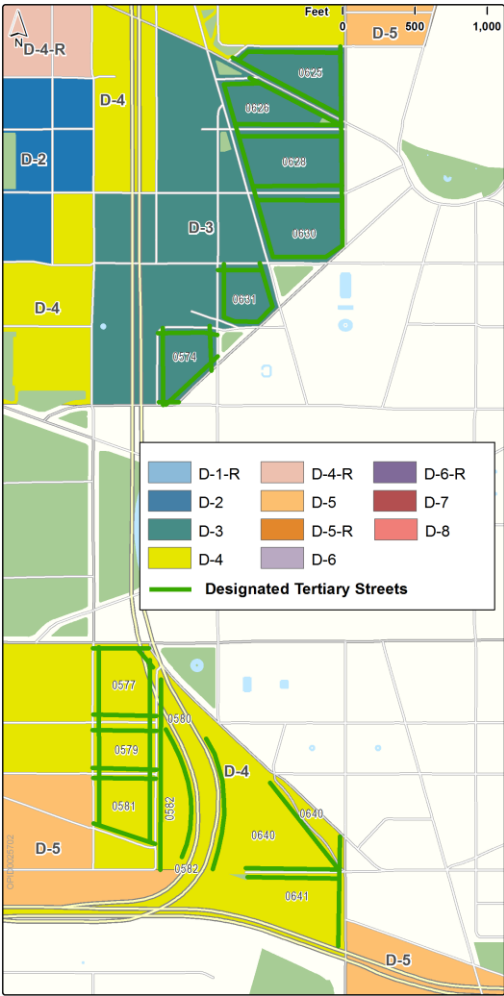 Feet 0 500 1,000
N
D-4-R
D-5
D-4
0625
0626
D-2
0628
D-3
0630
D-4
0631
0574
D-1-R D-4-R D-6-R
D-2 D-5 D-7
D-3 D-5-R D-8
D-4 D-6
Designated Tertiary Streets
0577
0580
0579
D-4
0581
0582
0640
0640
D-5
0582
0641
D-5